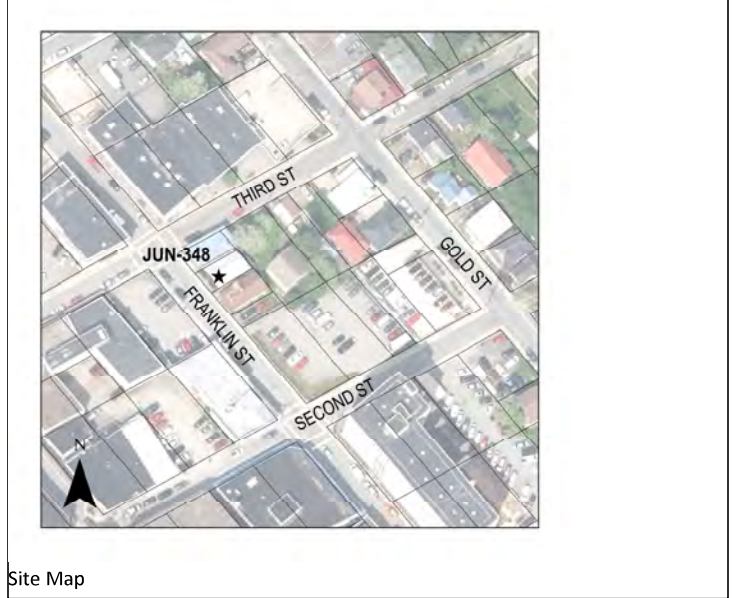 THIRD ST
JUN-348
GOLD ST
FRANKLIN ST
SECOND ST
N
Site Map